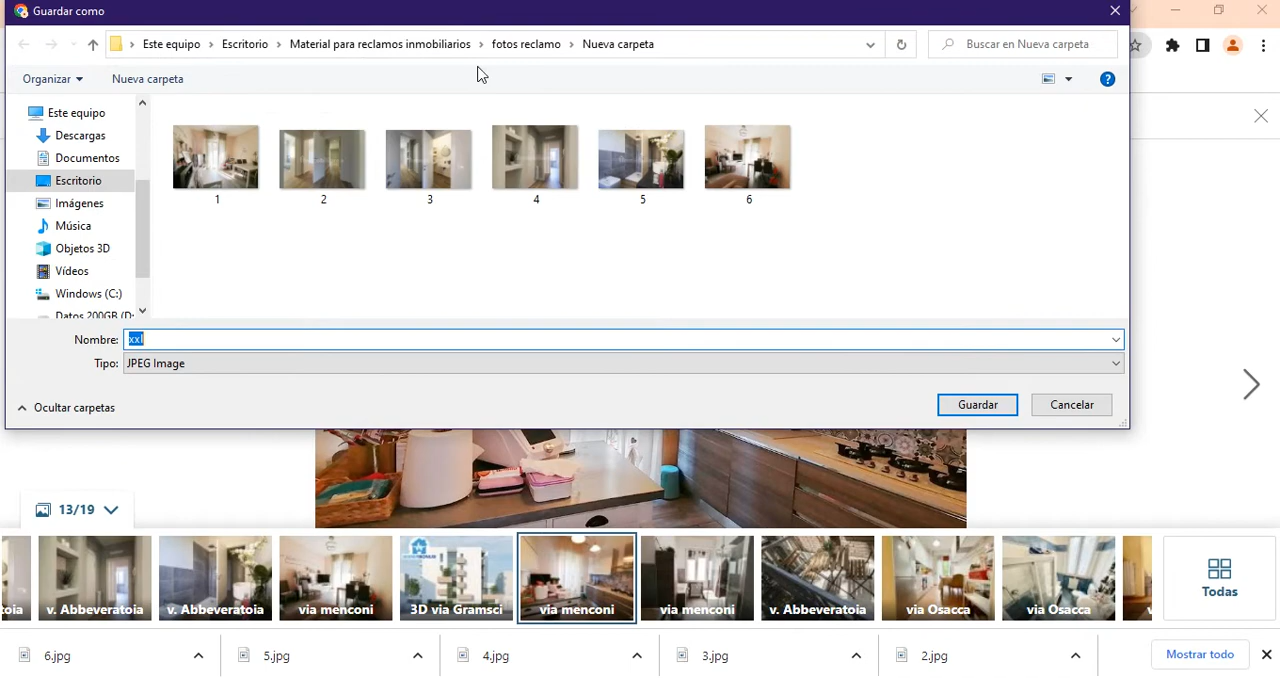 Guardar como
Este equipo › Escritorio › Material para reclamos inmobiliarios › fotos reclamo › Nueva carpeta
Buscar en Nueva carpeta
Organizar
Nueva carpeta
Este equipo
Descargas
Documentos
Escritorio
Imágenes
Música
Objetos 3D
Vídeos
Windows (C:)
Datos 200GB (D:
1
2
3
4
5
6
Nombre: xxl
Tipo: JPEG Image
Ocultar carpetas
Guardar
Cancelar
13/19
toia
v. Abbeveratoia
v. Abbeveratoia
via menconi
3D via Gramsci
via menconi
via menconi
v. Abbeveratoia
via Osacca
via Osacca
v
Todas
6.jpg
5.jpg
4.jpg
3.jpg
2.jpg
Mostrar todo